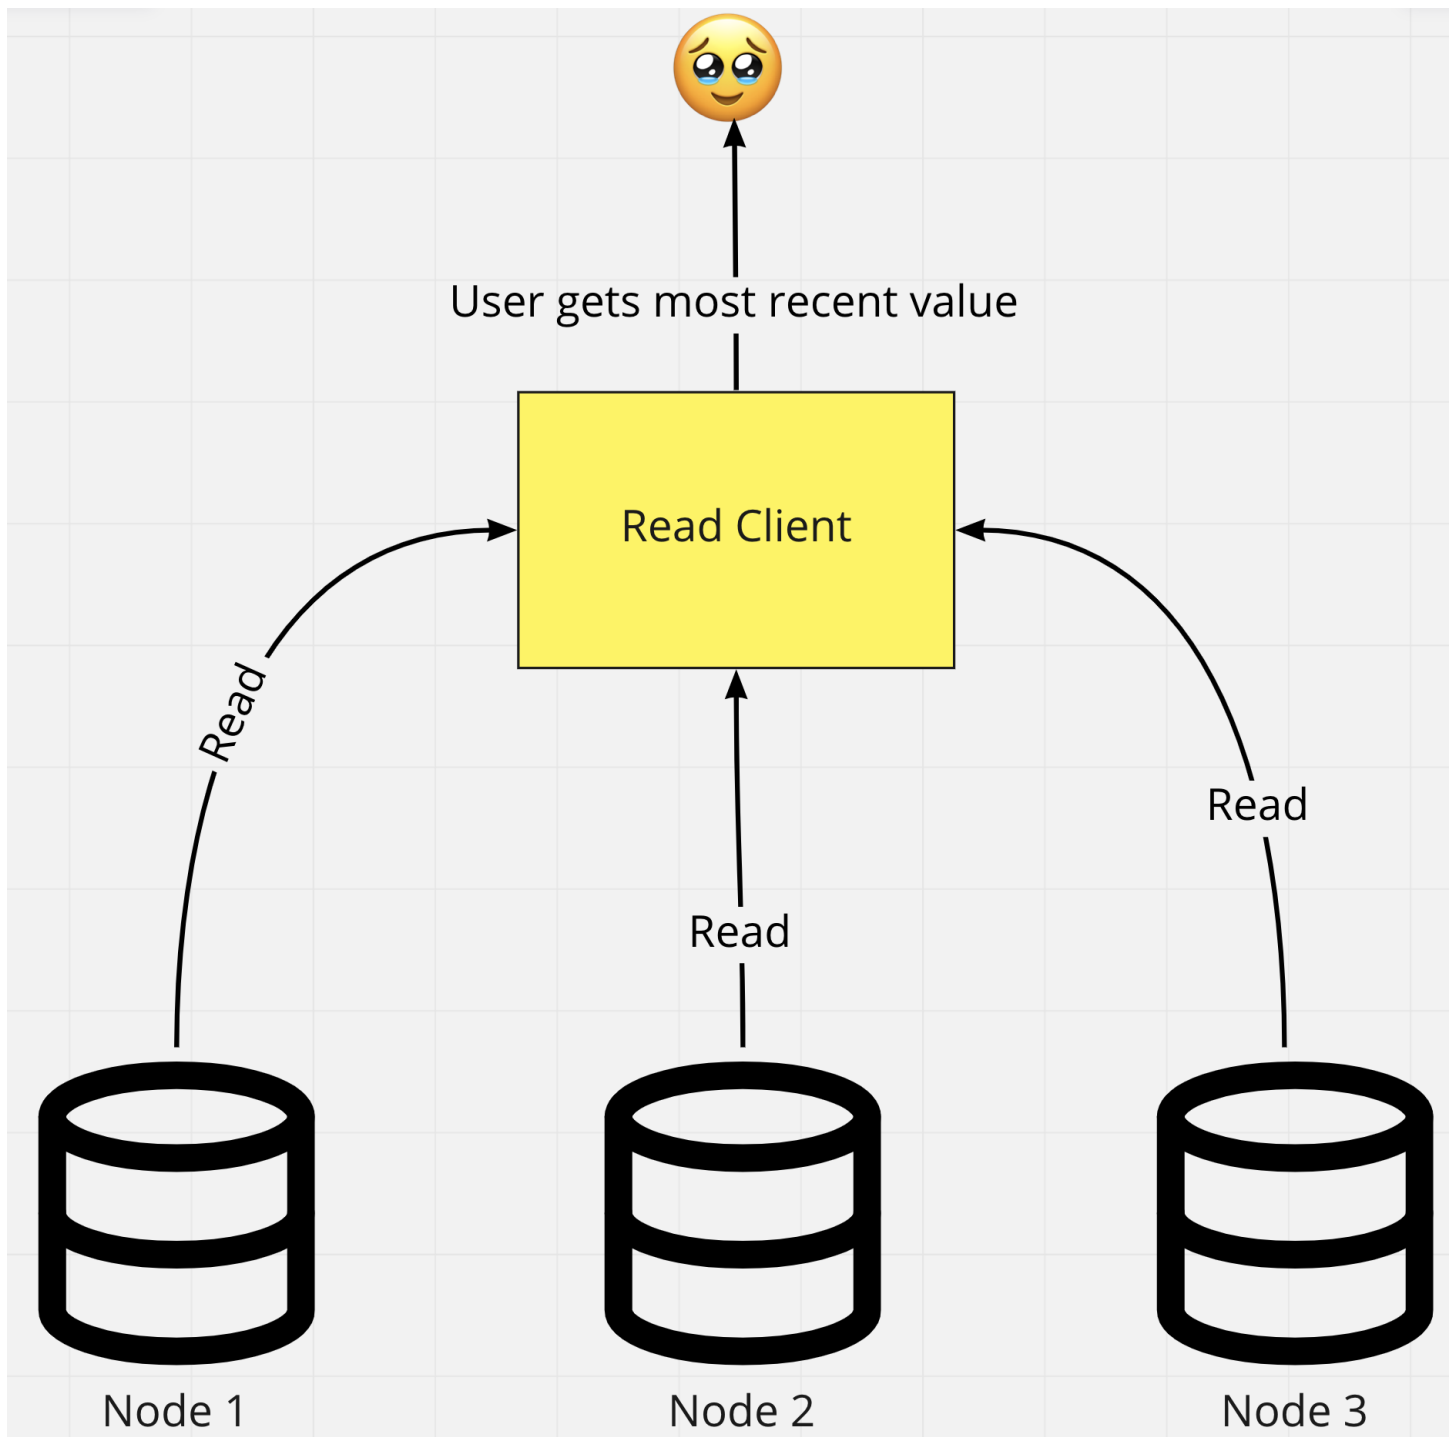 User gets most recent value
Read Client
Read
Read
Read
Node 1
Node 2
Node 3